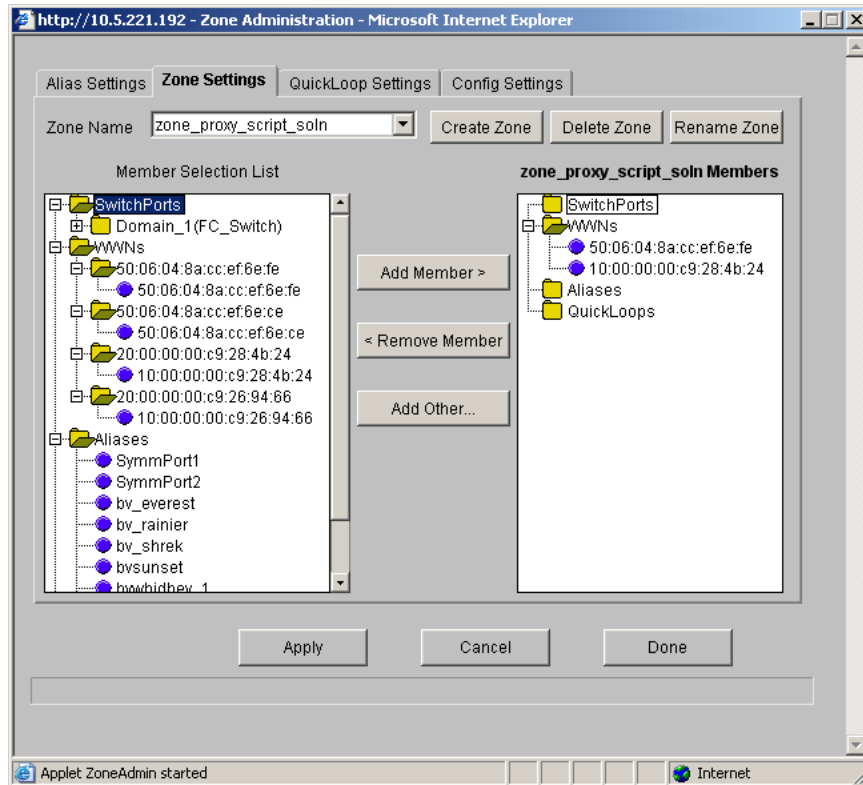 http://10.5.221.192 - Zone Administration - Microsoft Internet Explorer
Alias Settings
Zone Settings
QuickLoop Settings
Config Settings
Zone Name
zone_proxy_script_soln
Create Zone
Delete Zone
Rename Zone
Member Selection List
SwitchPorts
Domain_1(FC_Switch)
WWNs
50:06:04:8a:cc:ef:6e:fe
50:06:04:8a:cc:ef:6e:fe
50:06:04:8a:cc:ef:6e:ce
50:06:04:8a:cc:ef:6e:ce
20:00:00:00:c9:28:4b:24
10:00:00:00:c9:28:4b:24
20:00:00:00:c9:26:94:66
10:00:00:00:c9:26:94:66
Aliases
SymmPort1
SymmPort2
bv_everest
bv_rainier
bv_shrek
bvsunset
Add Member >
< Remove Member
Add Other...
zone_proxy_script_soln Members
SwitchPorts
WWNs
50:06:04:8a:cc:ef:6e:fe
10:00:00:00:c9:28:4b:24
Aliases
QuickLoops
Apply
Cancel
Done
Applet ZoneAdmin started
Internet